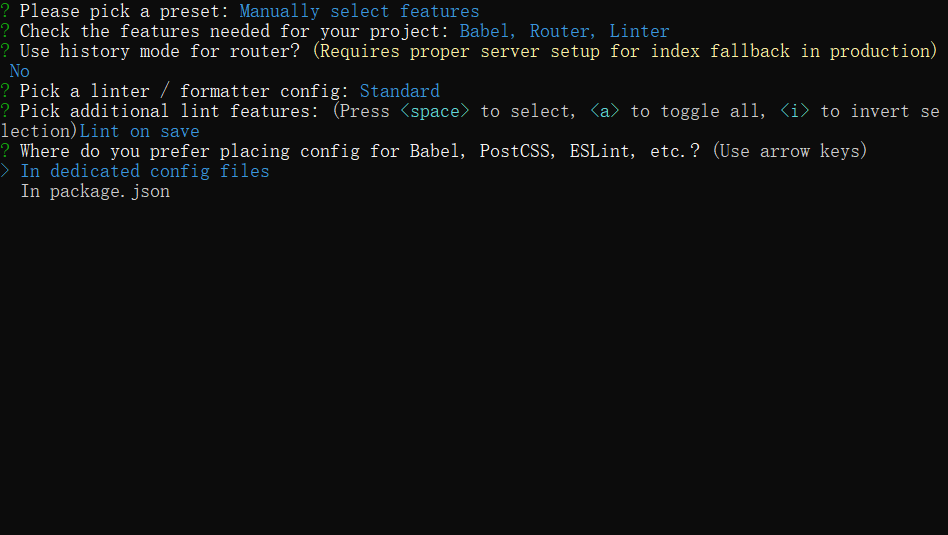 ? Please pick a preset: Manually select features
? Check the features needed for your project: Babel, Router, Linter
? Use history mode for router? (Requires proper server setup for index fallback in production)
No
? Pick a linter / formatter config: Standard
? Pick additional lint features: (Press <space> to select, <a> to toggle all, <i> to invert se
lection)Lint on save
? Where do you prefer placing config for Babel, PostCSS, ESLint, etc.? (Use arrow keys)
> In dedicated config files
In package.json